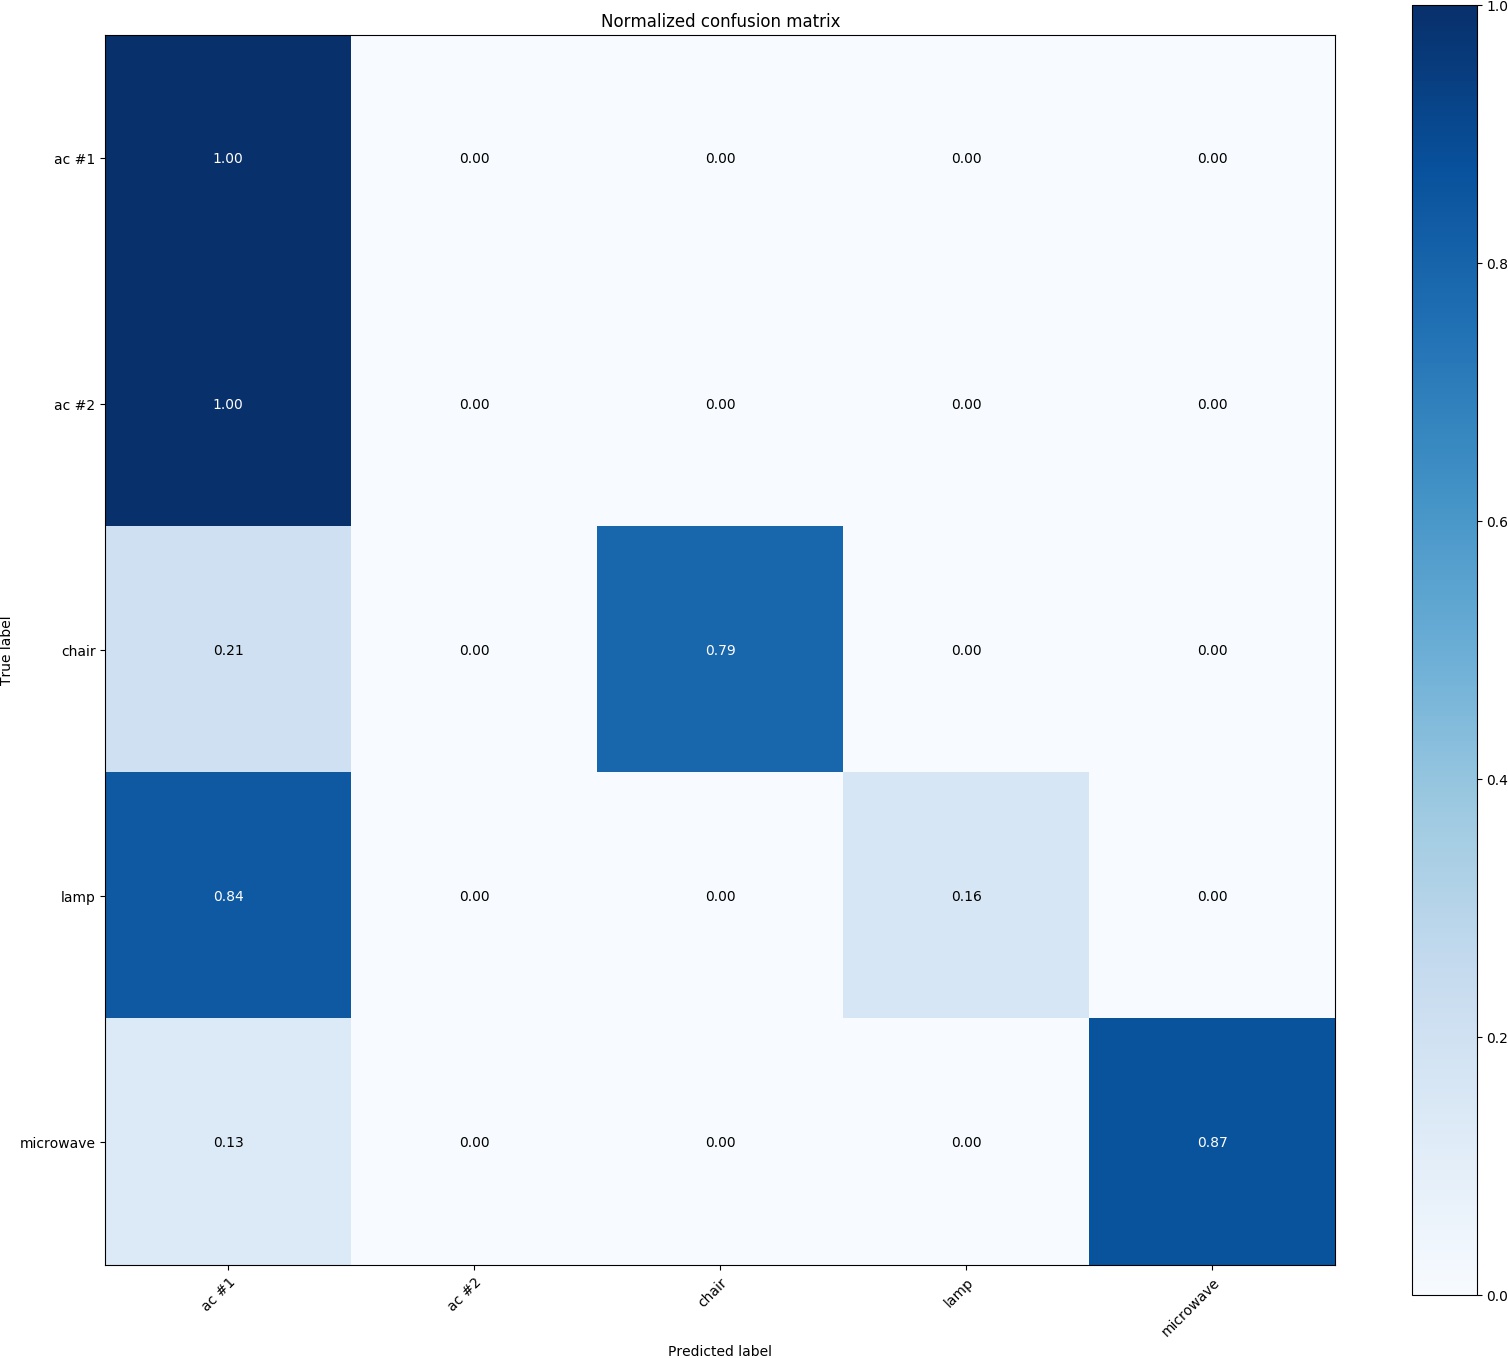 Normalized confusion matrix
ac #1 1.00 0.00 0.00 0.00 0.00
ac #2 1.00 0.00 0.00 0.00 0.00
chair 0.21 0.00 0.79 0.00 0.00
lamp 0.84 0.00 0.00 0.16 0.00
microwave 0.13 0.00 0.00 0.00 0.87
True label
ac #1 ac #2 chair lamp microwave
Predicted label
1.0
0.8
0.6
0.4
0.2
0.0